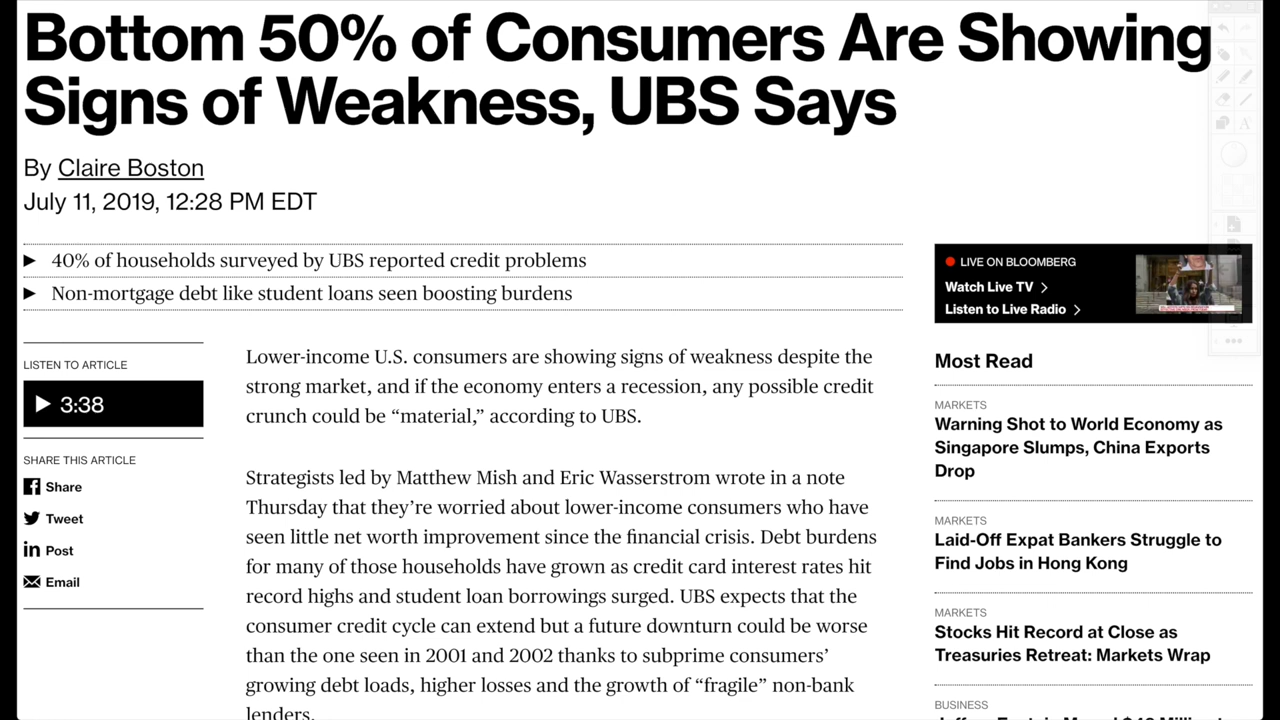 Bottom 50% of Consumers Are Showing
Signs of Weakness, UBS Says
By Claire Boston
July 11, 2019, 12:28 PM EDT
▶ 40% of households surveyed by UBS reported credit problems
▶ Non-mortgage debt like student loans seen boosting burdens
LISTEN TO ARTICLE
▶ 3:38
SHARE THIS ARTICLE
Share
Tweet
in Post
Email
Lower-income U.S. consumers are showing signs of weakness despite the
strong market, and if the economy enters a recession, any possible credit
crunch could be “material,” according to UBS.
Strategists led by Matthew Mish and Eric Wasserstrom wrote in a note
Thursday that they’re worried about lower-income consumers who have
seen little net worth improvement since the financial crisis. Debt burdens
for many of those households have grown as credit card interest rates hit
record highs and student loan borrowings surged. UBS expects that the
consumer credit cycle can extend but a future downturn could be worse
than the one seen in 2001 and 2002 thanks to subprime consumers’
growing debt loads, higher losses and the growth of “fragile” non-bank
lenders.
LIVE ON BLOOMBERG
Watch Live TV >
Listen to Live Radio >
Most Read
MARKETS
Warning Shot to World Economy as
Singapore Slumps, China Exports
Drop
MARKETS
Laid-Off Expat Bankers Struggle to
Find Jobs in Hong Kong
MARKETS
Stocks Hit Record at Close as
Treasuries Retreat: Markets Wrap
BUSINESS